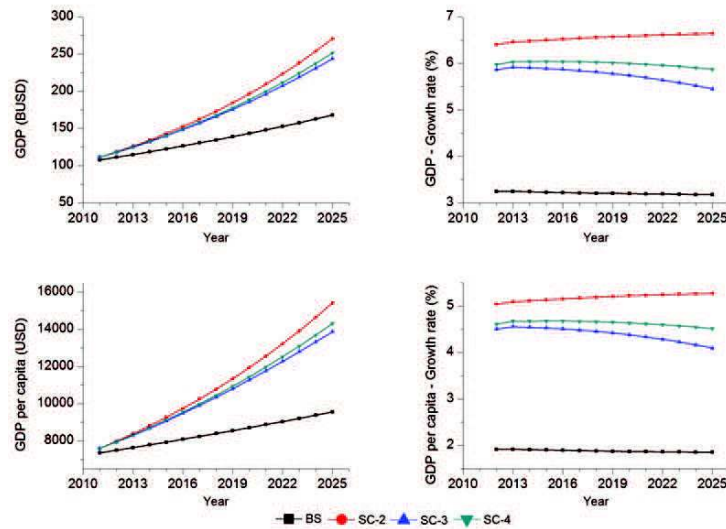 GDP (BUSD)
300
250
200
150
100
50
2010 2013 2016 2019 2022 2025
Year
GDP - Growth rate (%)
7
6
5
4
3
2010 2013 2016 2019 2022 2025
Year
GDP per capita (USD)
16000
14000
12000
10000
8000
2010 2013 2016 2019 2022 2025
Year
GDP per capita - Growth rate (%)
5
4
3
2
2010 2013 2016 2019 2022 2025
Year
BS SC-2 SC-3 SC-4